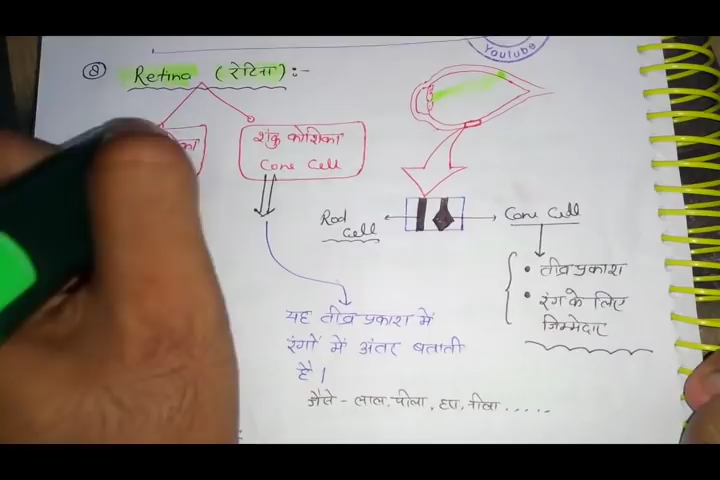 Youtube
8 Retina (रेटिना) :-
शंकु कोशिका
Cone Cell
Rod Cell
Cone Cell
• तीव्र प्रकाश
• रंग के लिए
जिम्मेदार
यह तीव्र प्रकाश में
रंगों में अंतर बताती
है।
जैसे - लाल, पीला, हरा, नीला .....